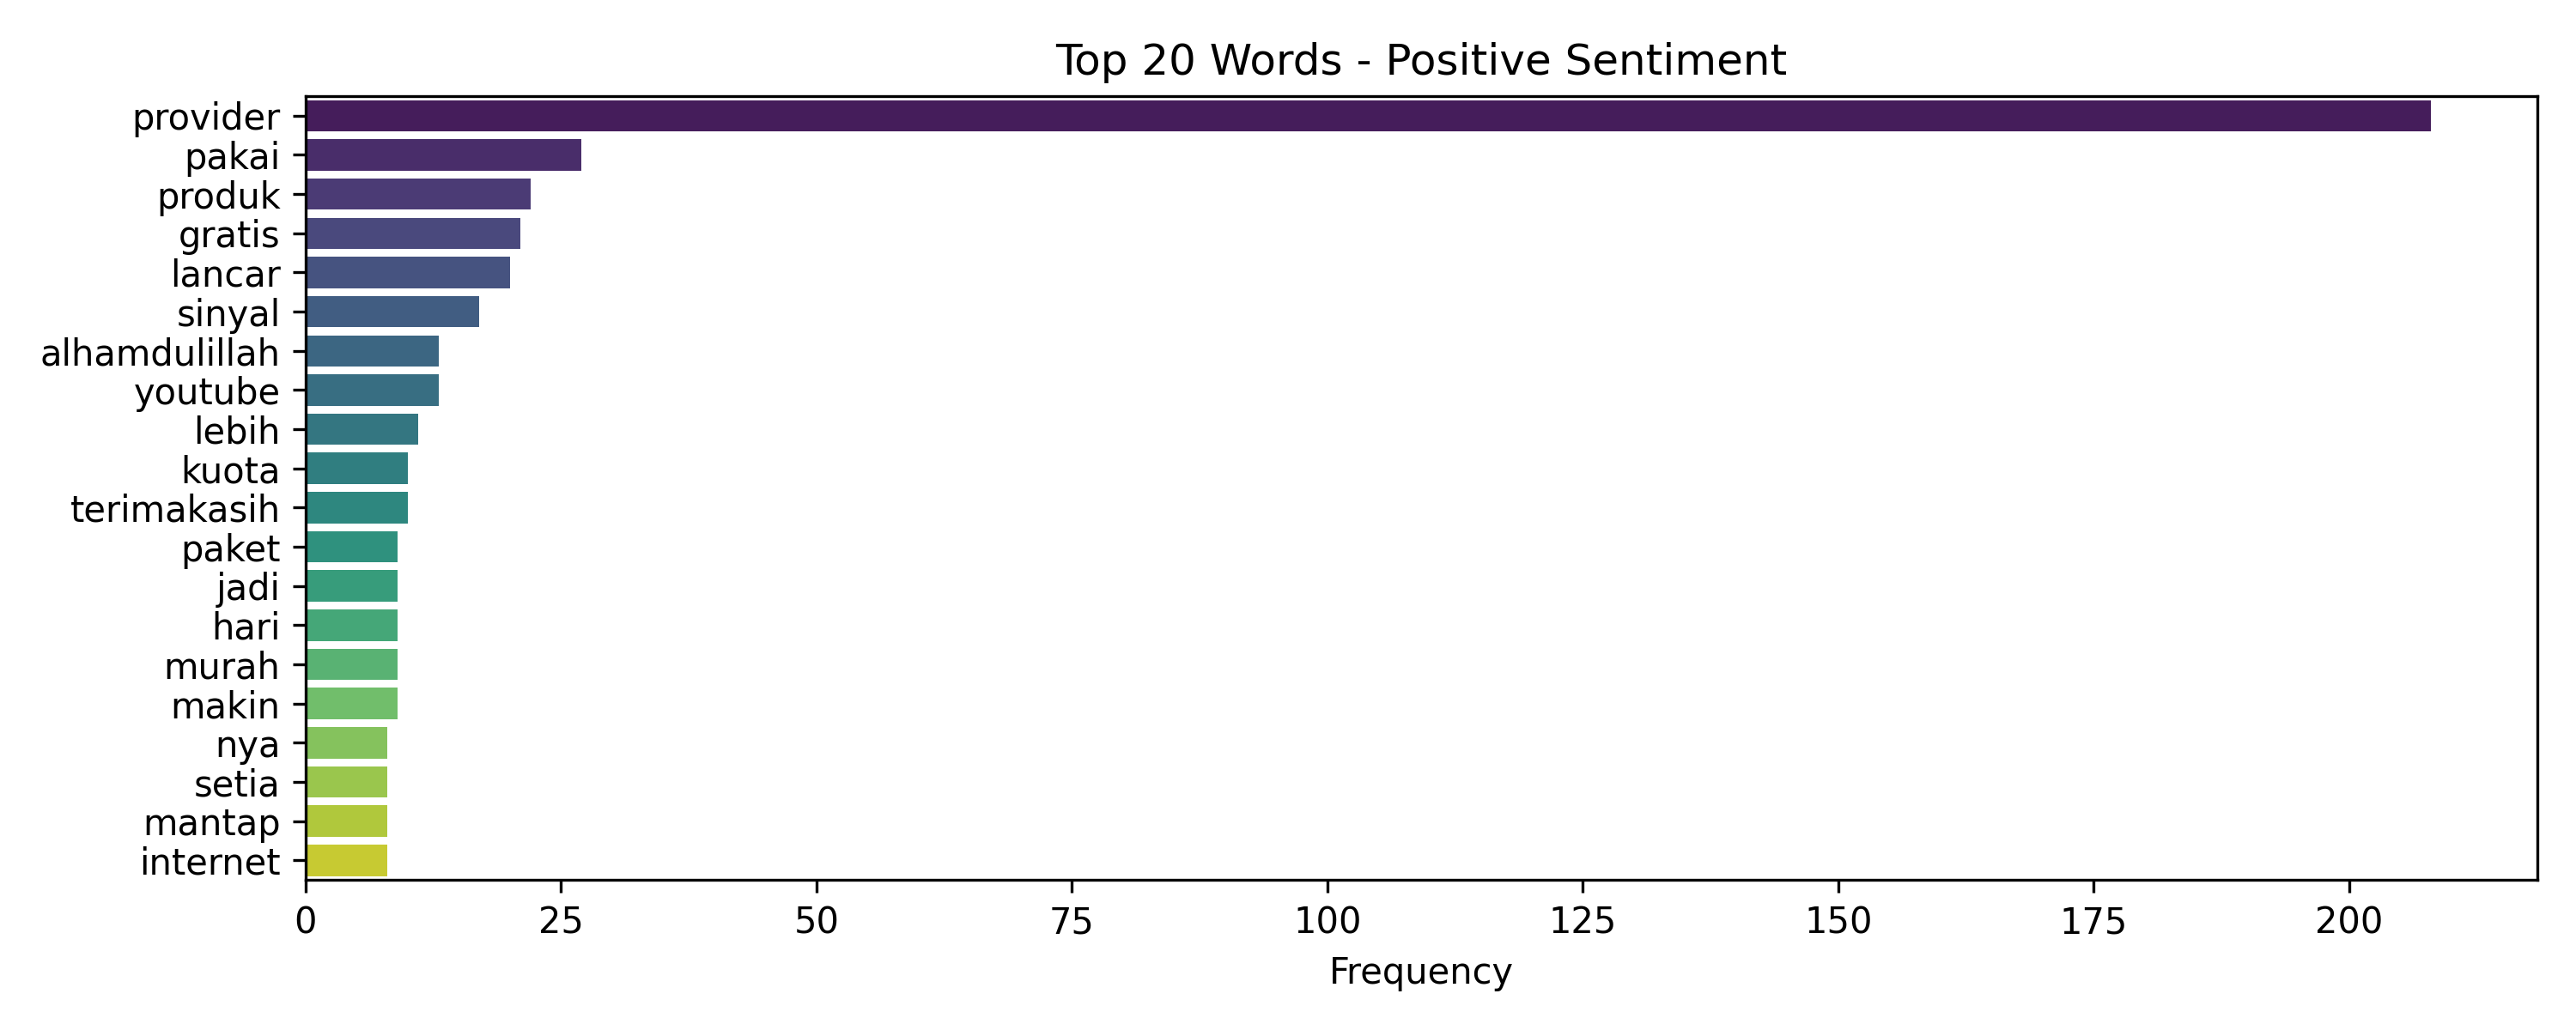 Top 20 Words - Positive Sentiment
provider
pakai
produk
gratis
lancar
sinyal
alhamdulillah
youtube
lebih
kuota
terimakasih
paket
jadi
hari
murah
makin
nya
setia
mantap
internet
0 25 50 75 100 125 150 175 200
Frequency